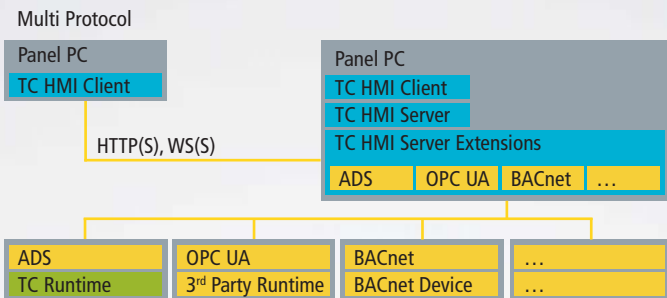 Multi Protocol
Panel PC
TC HMI Client
HTTP(S), WS(S)
Panel PC
TC HMI Client
TC HMI Server
TC HMI Server Extensions
ADS OPC UA BACnet ...
ADS OPC UA BACnet ...
TC Runtime 3rd Party Runtime BACnet Device ...